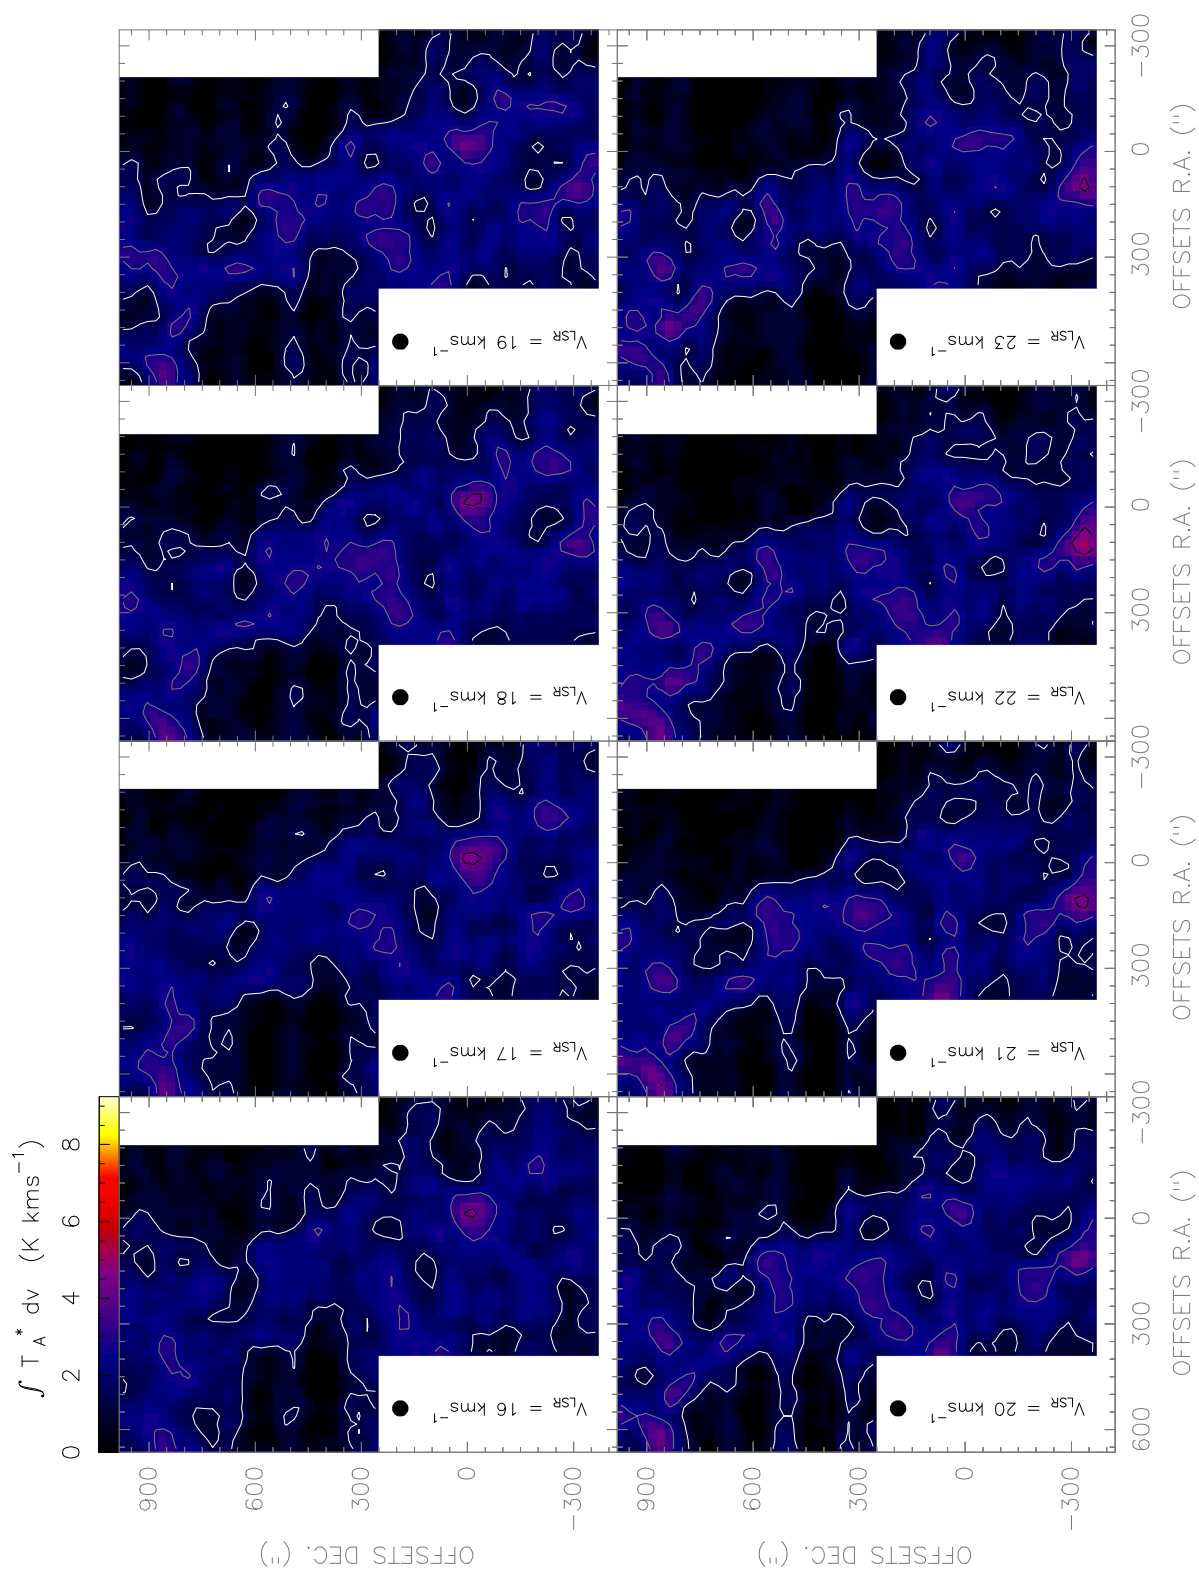 ∫ T_A^* dv (K kms⁻¹)
0 2 4 6 8
V_LSR = 16 kms⁻¹
V_LSR = 17 kms⁻¹
V_LSR = 18 kms⁻¹
V_LSR = 19 kms⁻¹
V_LSR = 20 kms⁻¹
V_LSR = 21 kms⁻¹
V_LSR = 22 kms⁻¹
V_LSR = 23 kms⁻¹
900 600 300 0 −300
OFFSETS DEC. (")
900 600 300 0 −300
OFFSETS DEC. (")
600 300 0 −300
OFFSETS R.A. (")
300 0 −300
OFFSETS R.A. (")
300 0 −300
OFFSETS R.A. (")
300 0 −300
OFFSETS R.A. (")